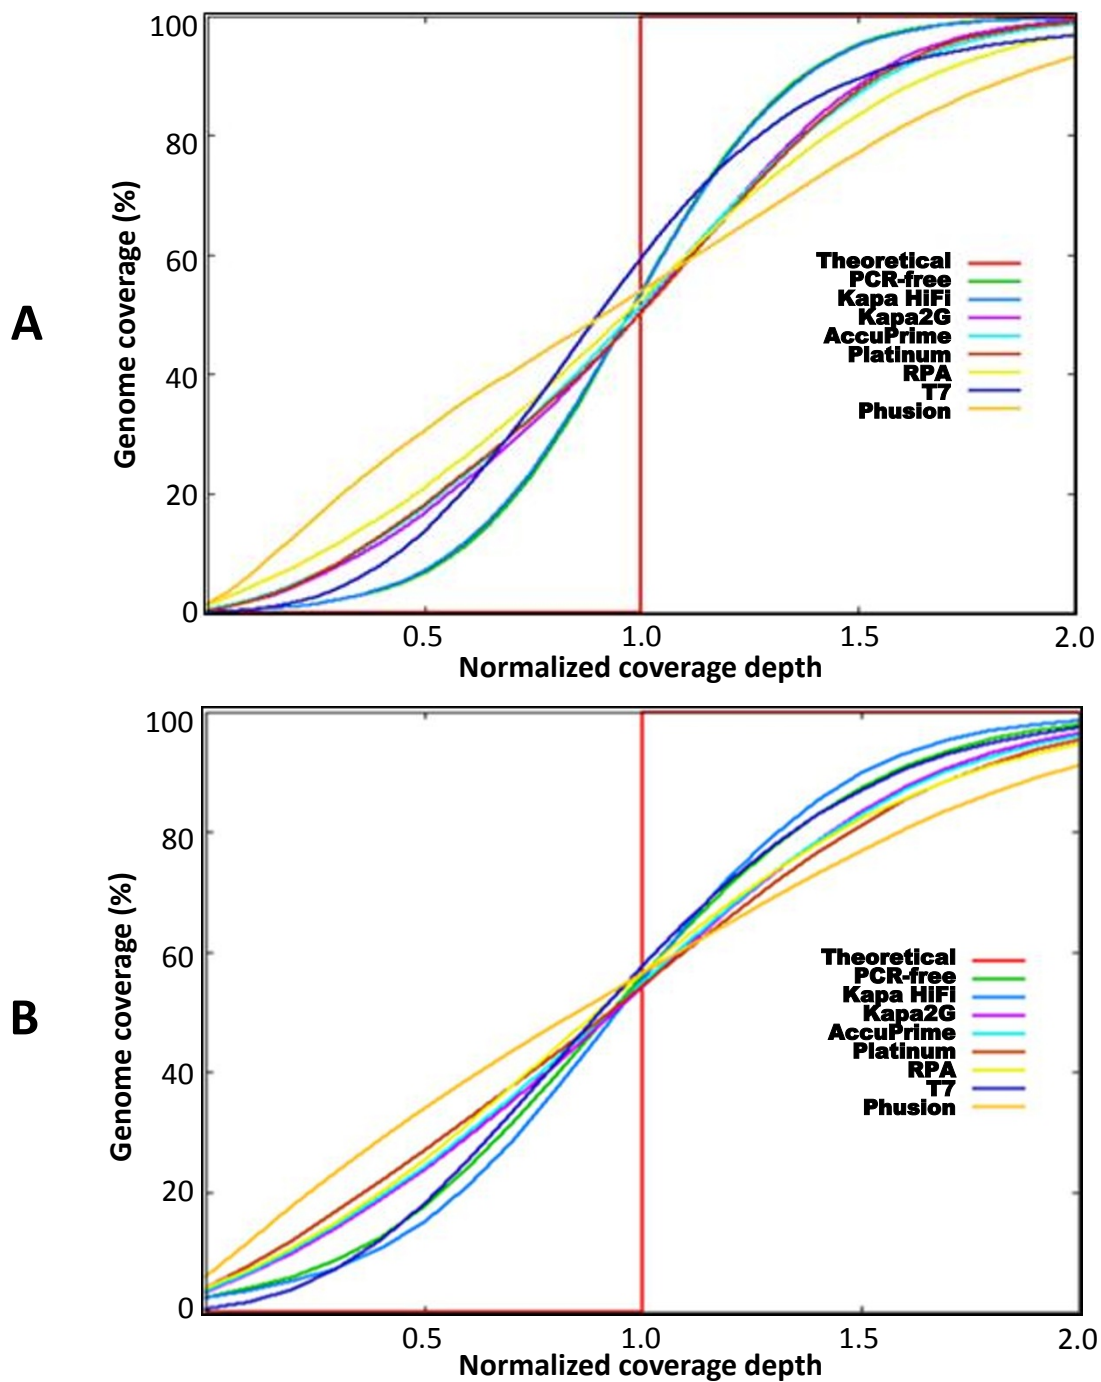 A
Genome coverage (%)
100
80
60
40
20
0
Theoretical
PCR-free
Kapa HiFi
Kapa2G
AccuPrime
Platinum
RPA
T7
Phusion
0.5 1.0 1.5 2.0
Normalized coverage depth
B
Genome coverage (%)
100
80
60
40
20
0
Theoretical
PCR-free
Kapa HiFi
Kapa2G
AccuPrime
Platinum
RPA
T7
Phusion
0.5 1.0 1.5 2.0
Normalized coverage depth